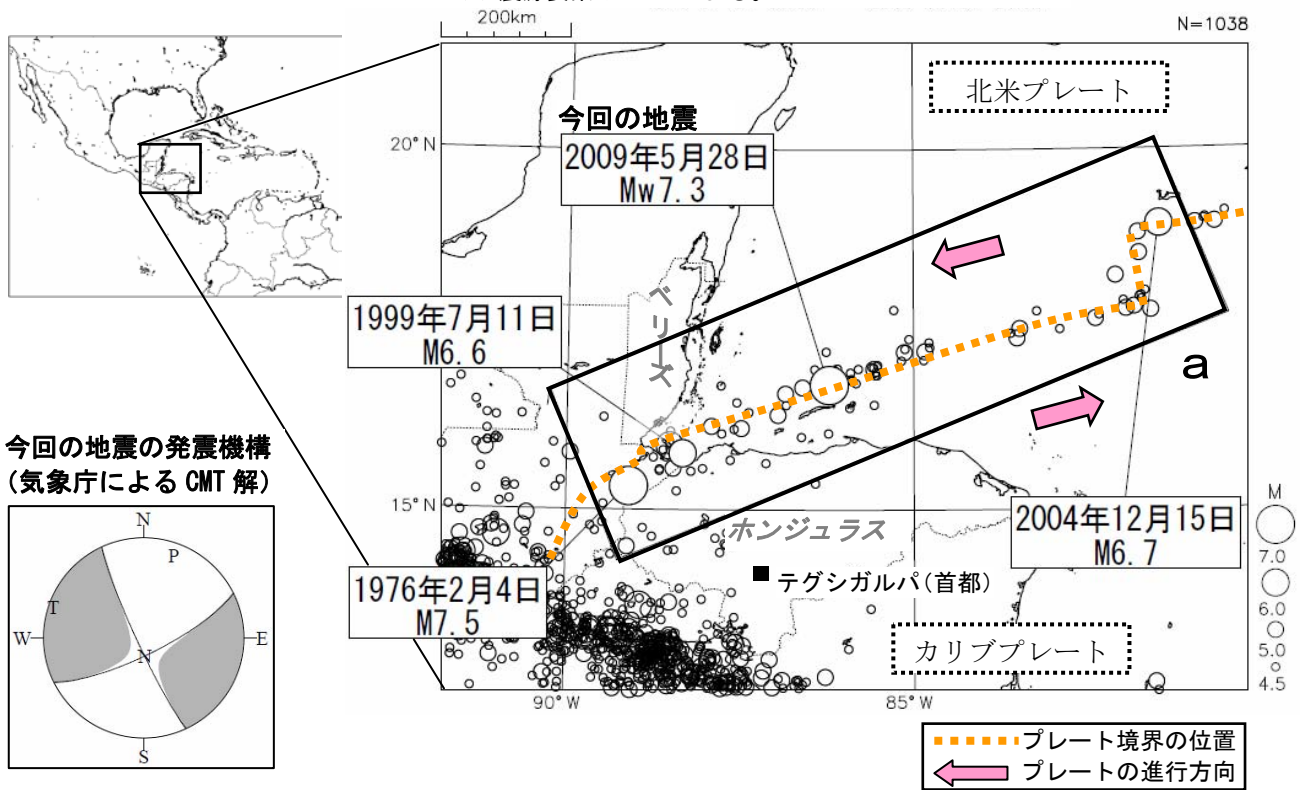 200km
N=1038
北米プレート
今回の地震
20°N
2009年5月28日
Mw7.3
ベリーズ
1999年7月11日
M6.6
a
今回の地震の発震機構
(気象庁による CMT 解)
15°N
ホンジュラス
2004年12月15日
M6.7
M
7.0
6.0
5.0
4.5
1976年2月4日
M7.5
テグシガルパ(首都)
カリブプレート
N
P
T
W
E
N
S
90°W
85°W
プレート境界の位置
プレートの進行方向